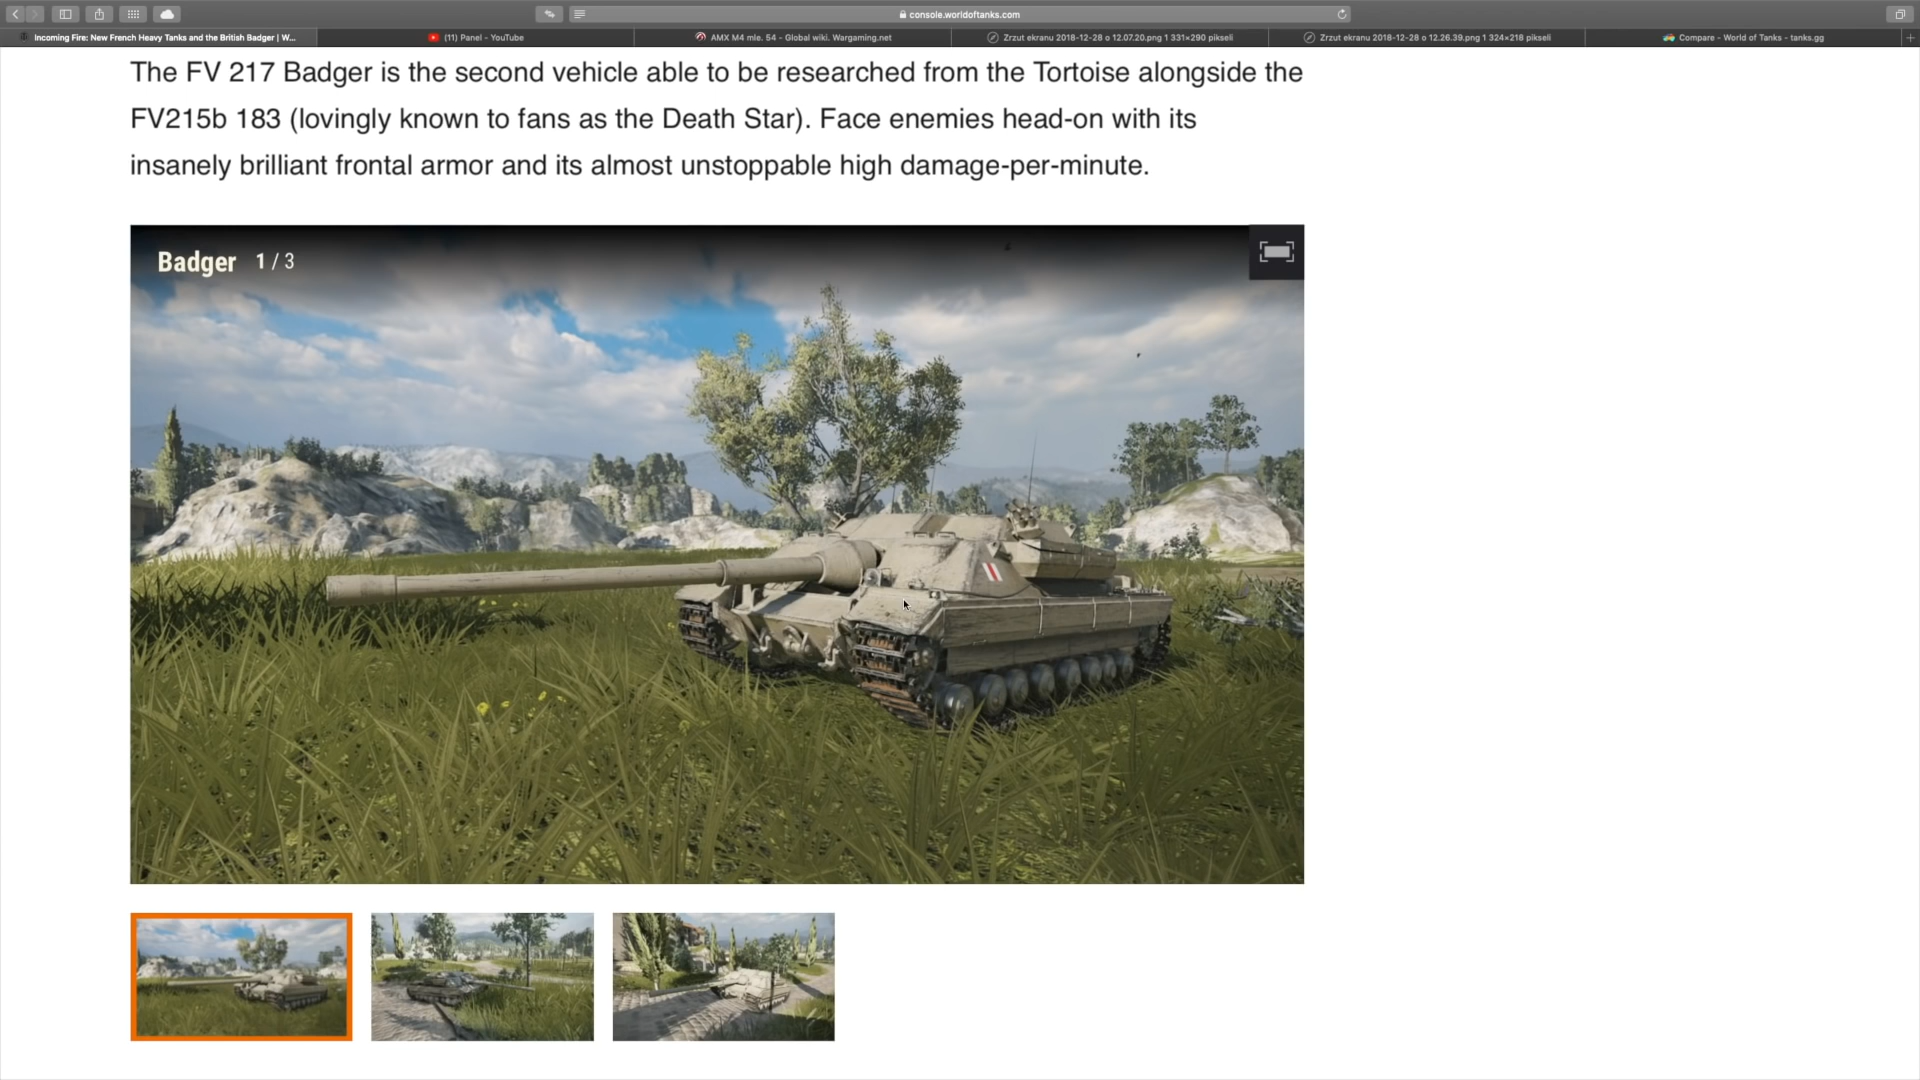 console.worldoftanks.com
Incoming Fire: New French Heavy Tanks and the British Badger | W...
(11) Panel - YouTube
AMX M4 mle. 54 - Global wiki. Wargaming.net
Zrzut ekranu 2018-12-28 o 12.07.20.png 1 331×290 pikseli
Zrzut ekranu 2018-12-28 o 12.26.39.png 1 324×218 pikseli
Compare - World of Tanks - tanks.gg
The FV 217 Badger is the second vehicle able to be researched from the Tortoise alongside the
FV215b 183 (lovingly known to fans as the Death Star). Face enemies head-on with its
insanely brilliant frontal armor and its almost unstoppable high damage-per-minute.
Badger 1 / 3